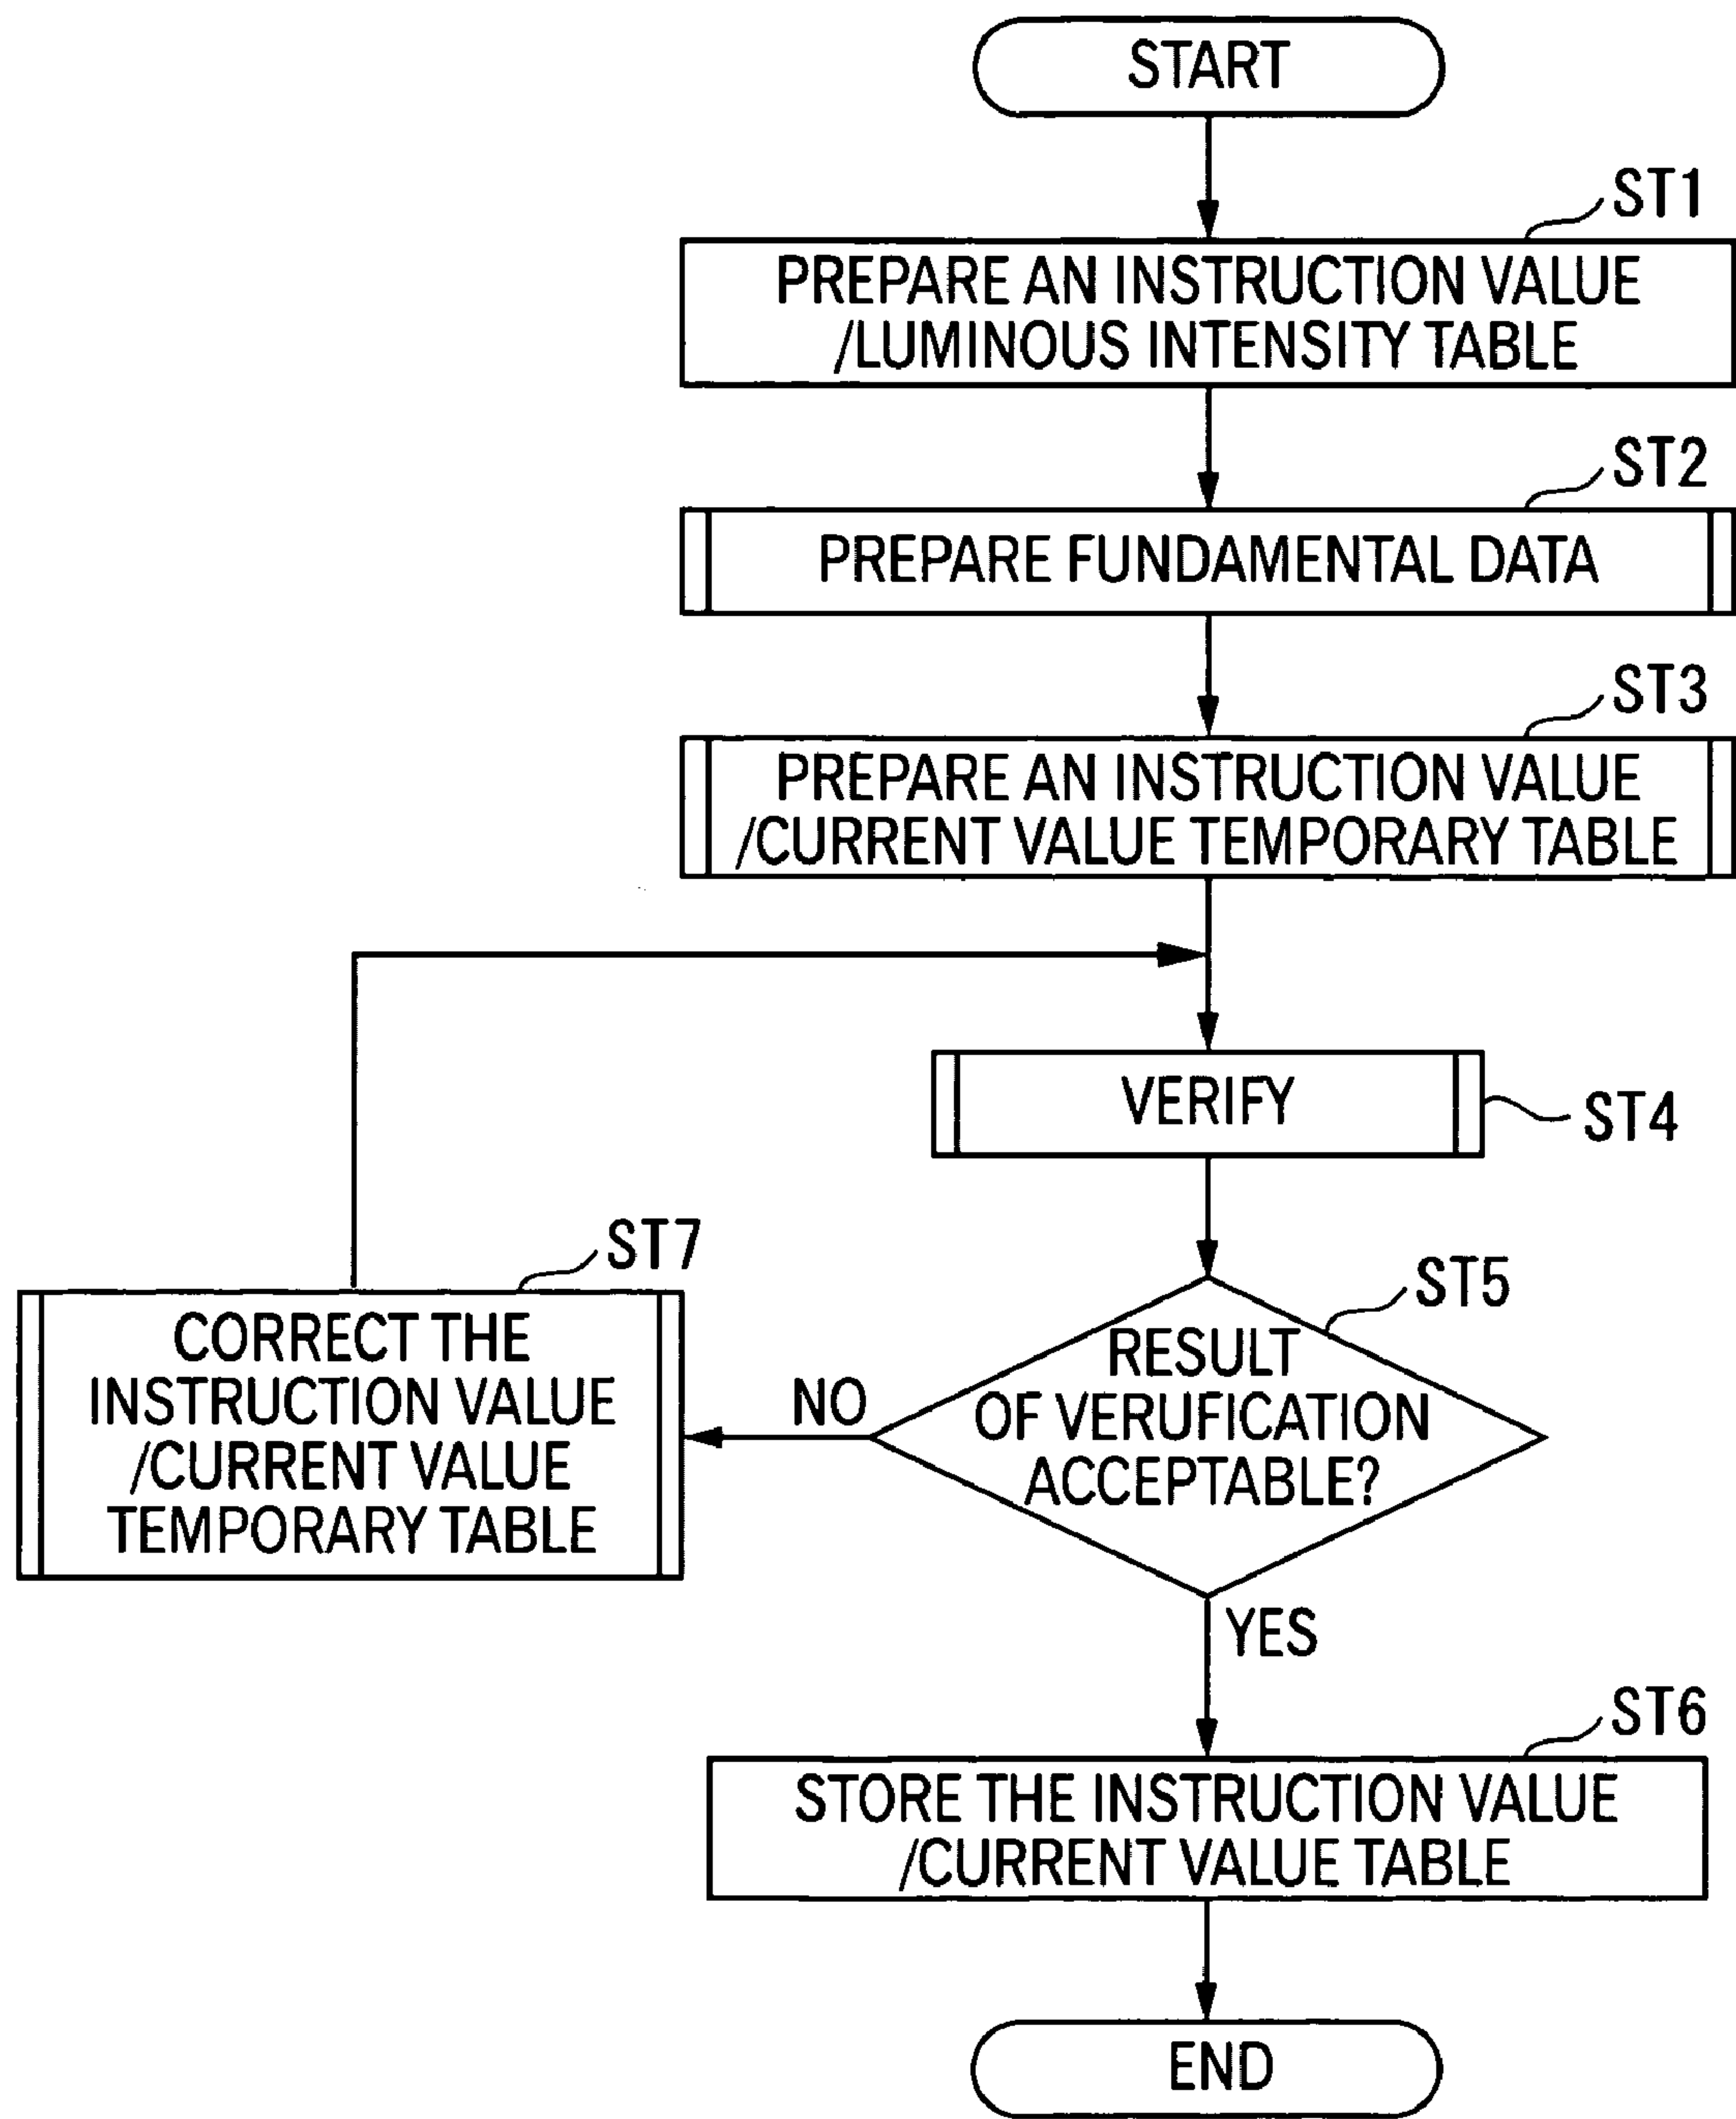 START
ST1
PREPARE AN INSTRUCTION VALUE
/LUMINOUS INTENSITY TABLE
ST2
PREPARE FUNDAMENTAL DATA
ST3
PREPARE AN INSTRUCTION VALUE
/CURRENT VALUE TEMPORARY TABLE
VERIFY
ST4
ST7
CORRECT THE
INSTRUCTION VALUE
/CURRENT VALUE
TEMPORARY TABLE
NO
ST5
RESULT
OF VERUFICATION
ACCEPTABLE?
YES
ST6
STORE THE INSTRUCTION VALUE
/CURRENT VALUE TABLE
END